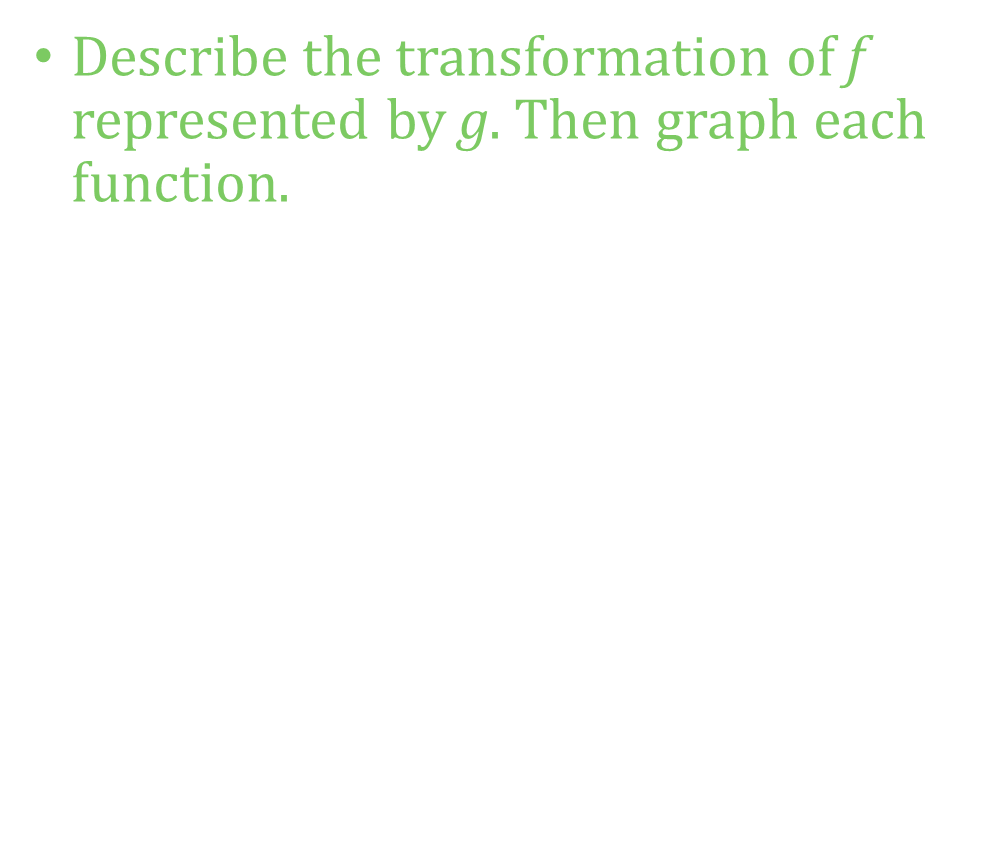 • Describe the transformation of f
represented by g. Then graph each
function.